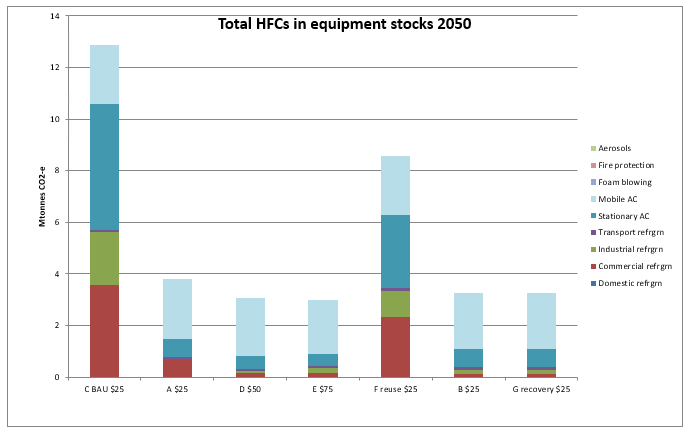 Total HFCs in equipment stocks 2050
14
12
10
8
6
4
2
0
Mtonnes CO2-e
C BAU $25
A $25
D $50
E $75
F reuse $25
B $25
G recovery $25
Aerosols
Fire protection
Foam blowing
Mobile AC
Stationary AC
Transport refrgrn
Industrial refrgrn
Commercial refrgrn
Domestic refrgrn